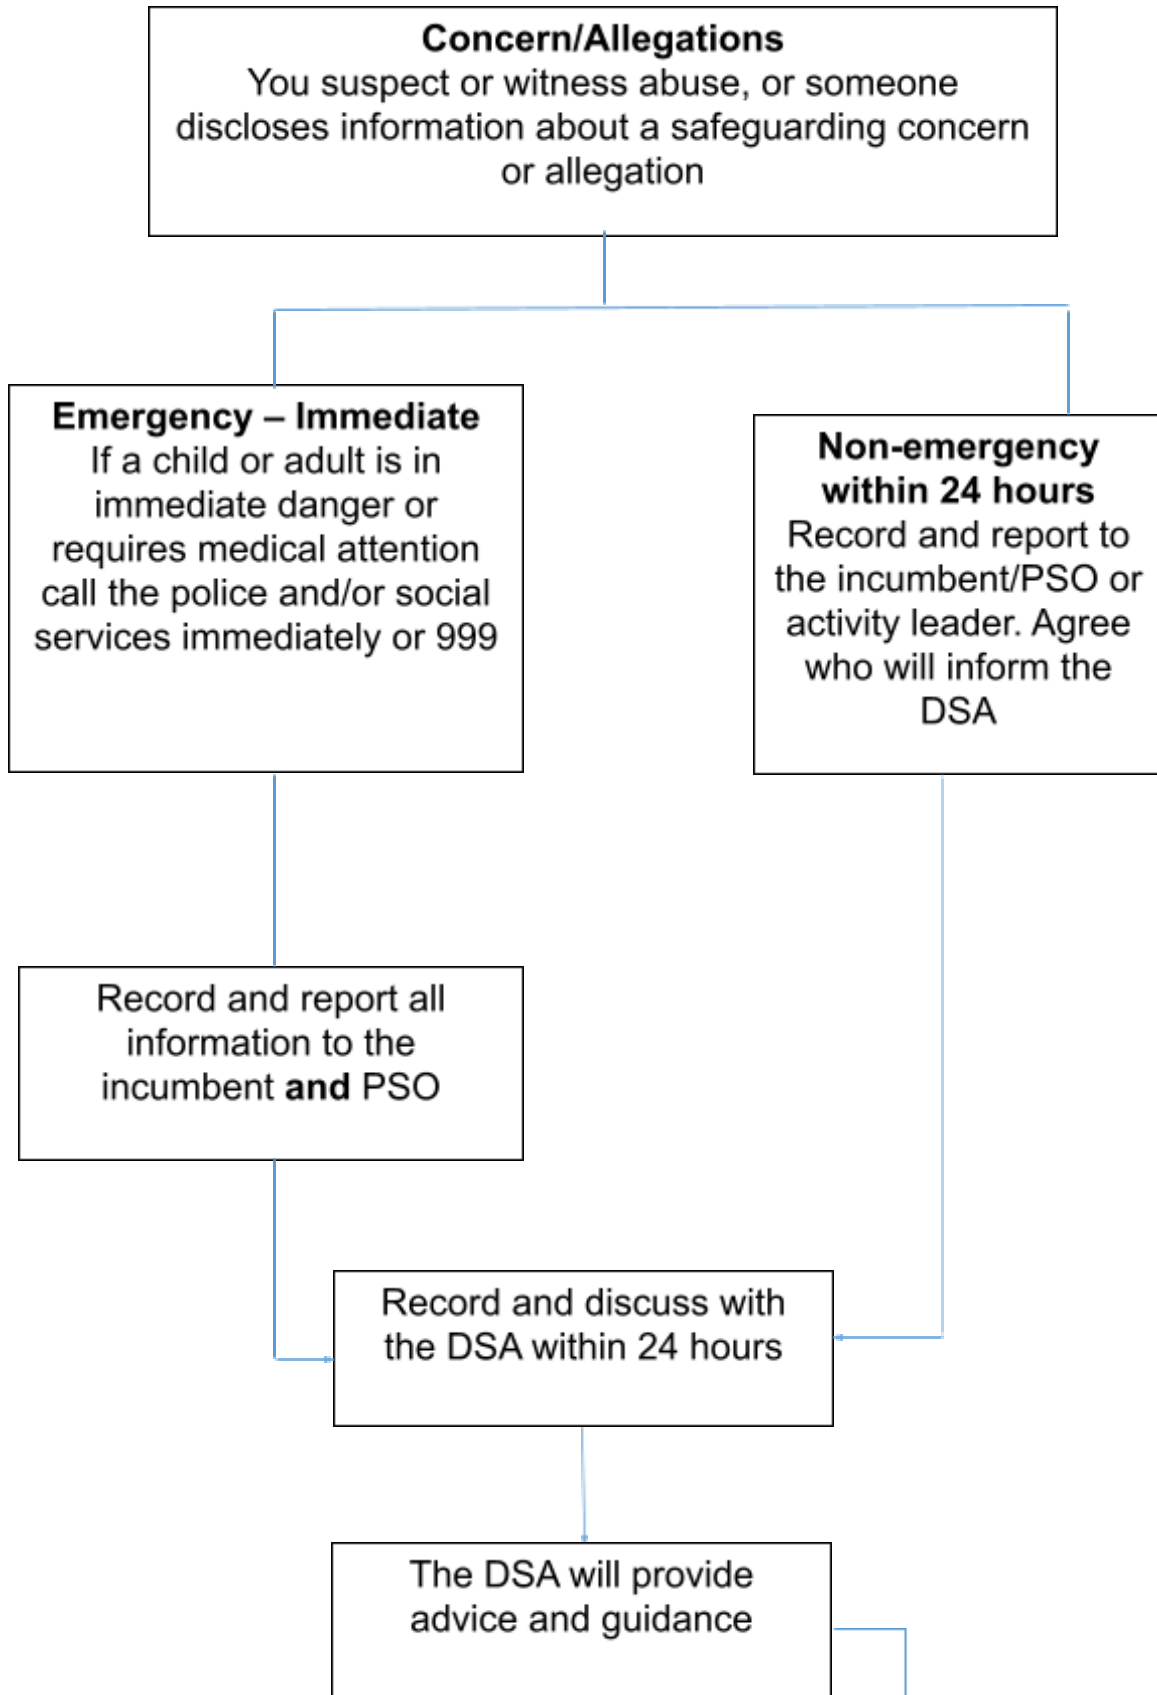 Concern/Allegations
You suspect or witness abuse, or someone
discloses information about a safeguarding concern
or allegation
Emergency – Immediate
If a child or adult is in
immediate danger or
requires medical attention
call the police and/or social
services immediately or 999
Non-emergency
within 24 hours
Record and report to
the incumbent/PSO or
activity leader. Agree
who will inform the
DSA
Record and report all
information to the
incumbent and PSO
Record and discuss with
the DSA within 24 hours
The DSA will provide
advice and guidance